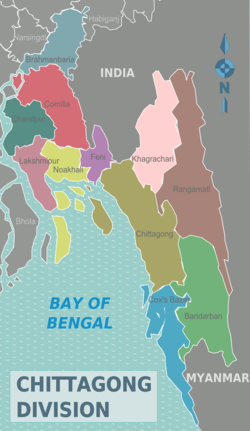 Habiganj
Narsingdi
Brahmanbaria
INDIA
Comilla
Chandpur
Lakshmipur
Noakhali
Feni
Khagrachari
Rangamati
Bhola
Chittagong
Cox's Bazar
Bandarban
BAY OF
BENGAL
MYANMAR
CHITTAGONG
DIVISION
N